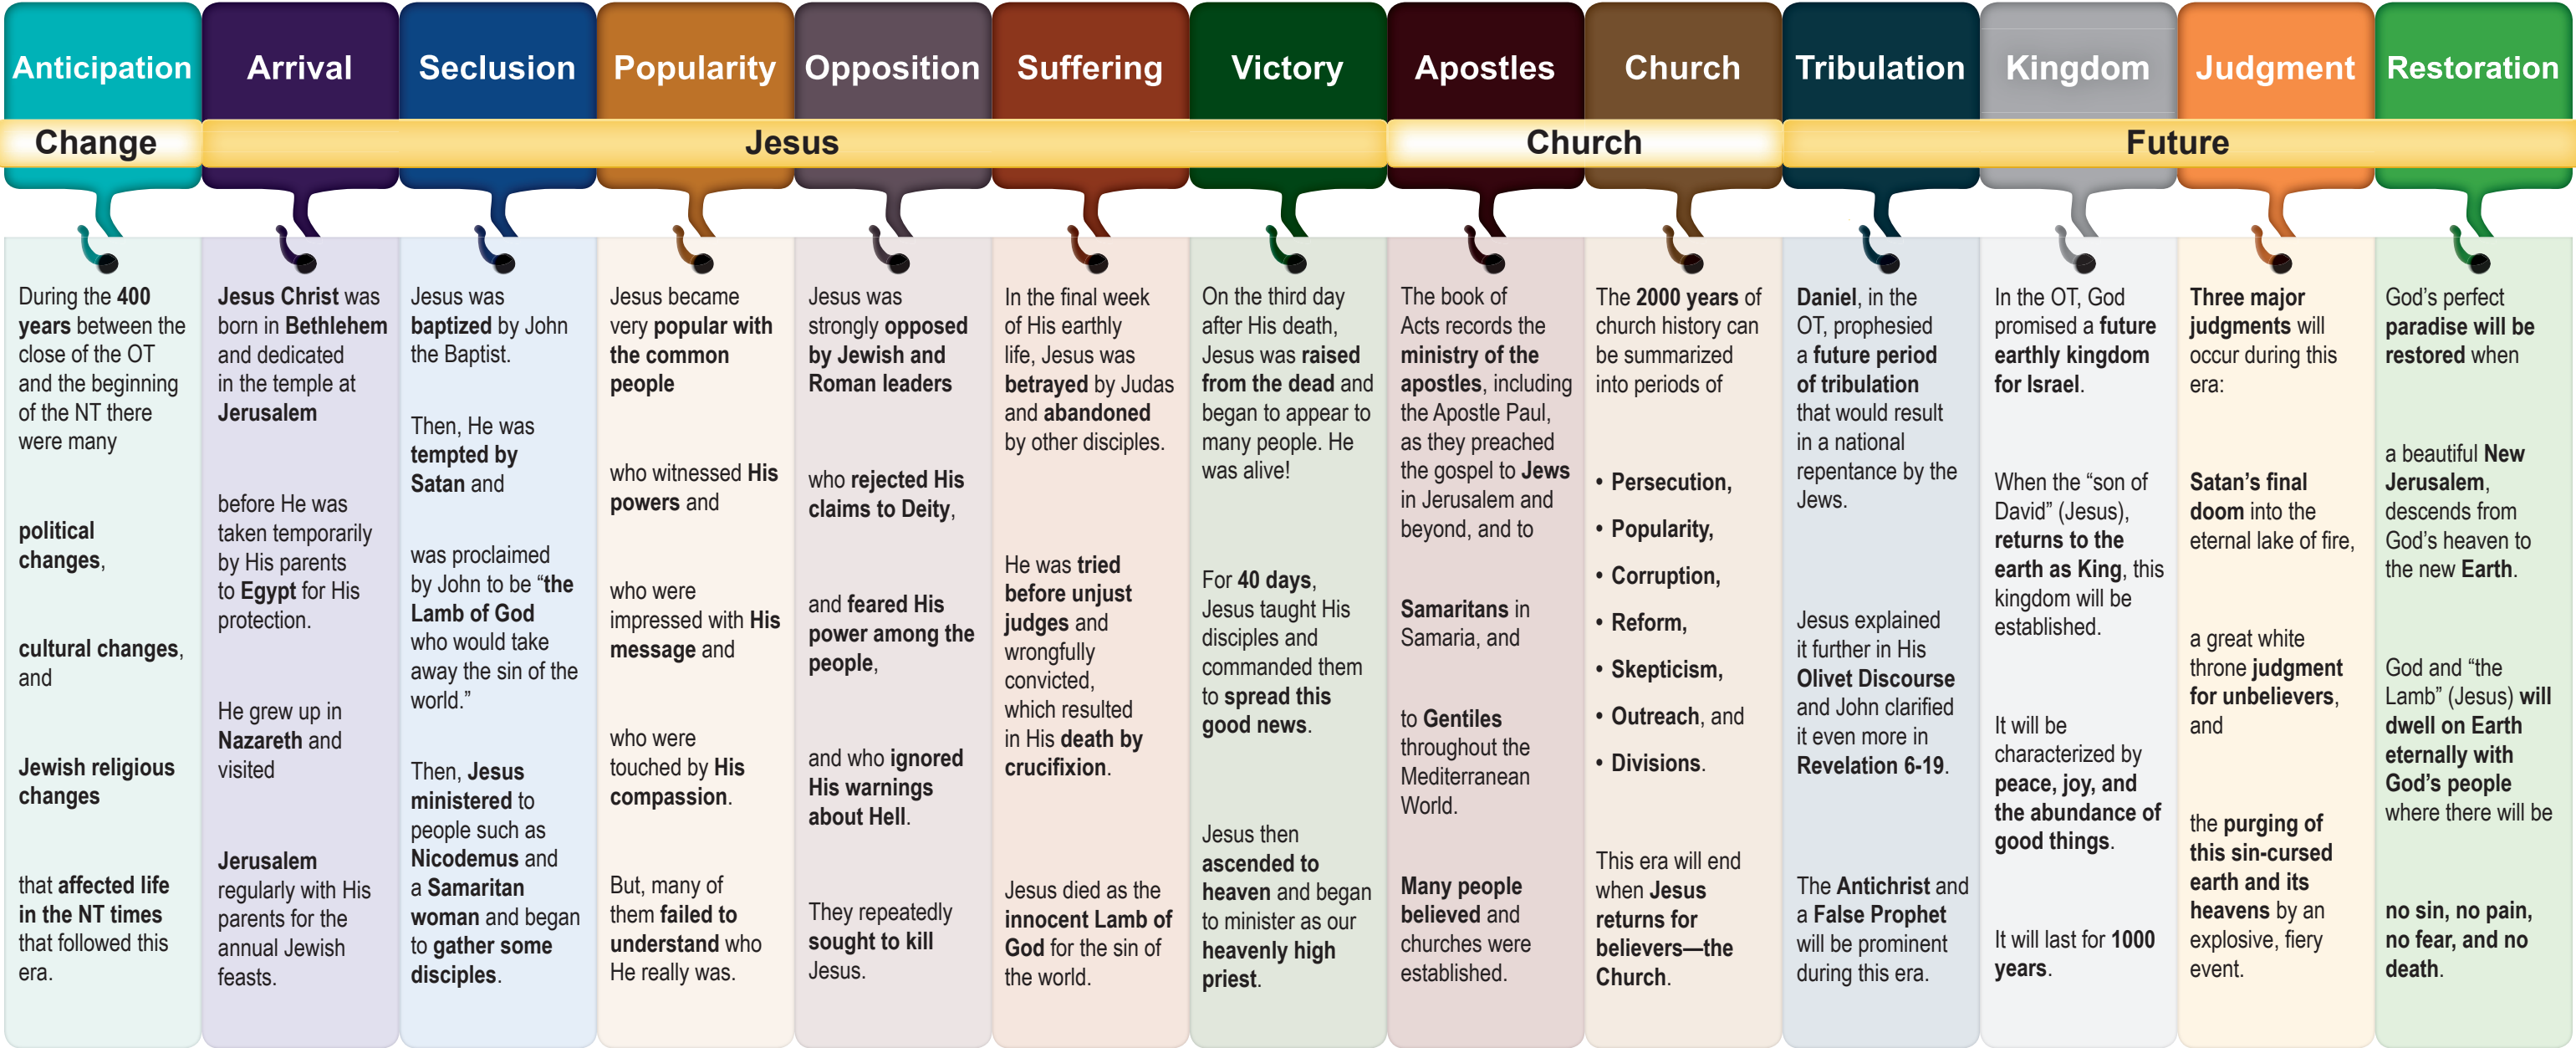 Anticipation
Arrival
Seclusion
Popularity
Opposition
Suffering
Victory
Apostles
Church
Tribulation
Kingdom
Judgment
Restoration
Change
Jesus
Church
Future
During the 400
years between the
close of the OT
and the beginning
of the NT there
were many
political
changes,
cultural changes,
and
Jewish religious
changes
that affected life
in the NT times
that followed this
era.
Jesus Christ was
born in Bethlehem
and dedicated
in the temple at
Jerusalem
before He was
taken temporarily
by His parents
to Egypt for His
protection.
He grew up in
Nazareth and
visited
Jerusalem
regularly with His
parents for the
annual Jewish
feasts.
Jesus was
baptized by John
the Baptist.
Then, He was
tempted by
Satan and
was proclaimed
by John to be “the
Lamb of God
who would take
away the sin of the
world.”
Then, Jesus
ministered to
people such as
Nicodemus and
a Samaritan
woman and began
to gather some
disciples.
Jesus became
very popular with
the common
people
who witnessed His
powers and
who were
impressed with His
message and
who were
touched by His
compassion.
But, many of
them failed to
understand who
He really was.
Jesus was
strongly opposed
by Jewish and
Roman leaders
who rejected His
claims to Deity,
and feared His
power among the
people,
and who ignored
His warnings
about Hell.
They repeatedly
sought to kill
Jesus.
In the final week
of His earthly
life, Jesus was
betrayed by Judas
and abandoned
by other disciples.
He was tried
before unjust
judges and
wrongfully
convicted,
which resulted
in His death by
crucifixion.
Jesus died as the
innocent Lamb of
God for the sin of
the world.
On the third day
after His death,
Jesus was raised
from the dead and
began to appear to
many people. He
was alive!
For 40 days,
Jesus taught His
disciples and
commanded them
to spread this
good news.
Jesus then
ascended to
heaven and began
to minister as our
heavenly high
priest.
The book of
Acts records the
ministry of the
apostles, including
the Apostle Paul,
as they preached
the gospel to Jews
in Jerusalem and
beyond, and to
Samaritans in
Samaria, and
to Gentiles
throughout the
Mediterranean
World.
Many people
believed and
churches were
established.
The 2000 years of
church history can
be summarized
into periods of
• Persecution,
• Popularity,
• Corruption,
• Reform,
• Skepticism,
• Outreach, and
• Divisions.
This era will end
when Jesus
returns for
believers—the
Church.
Daniel, in the
OT, prophesied
a future period
of tribulation
that would result
in a national
repentance by the
Jews.
Jesus explained
it further in His
Olivet Discourse
and John clarified
it even more in
Revelation 6-19.
The Antichrist and
a False Prophet
will be prominent
during this era.
In the OT, God
promised a future
earthly kingdom
for Israel.
When the “son of
David” (Jesus),
returns to the
earth as King, this
kingdom will be
established.
It will be
characterized by
peace, joy, and
the abundance of
good things.
It will last for 1000
years.
Three major
judgments will
occur during this
era:
Satan’s final
doom into the
eternal lake of fire,
a great white
throne judgment
for unbelievers,
and
the purging of
this sin-cursed
earth and its
heavens by an
explosive, fiery
event.
God’s perfect
paradise will be
restored when
a beautiful New
Jerusalem,
descends from
God’s heaven to
the new Earth.
God and “the
Lamb” (Jesus) will
dwell on Earth
eternally with
God’s people
where there will be
no sin, no pain,
no fear, and no
death.